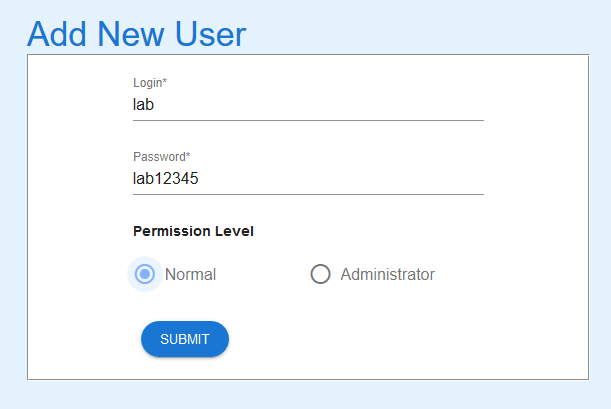 Add New User
Login*
lab
Password*
lab12345
Permission Level
Normal Administrator
SUBMIT